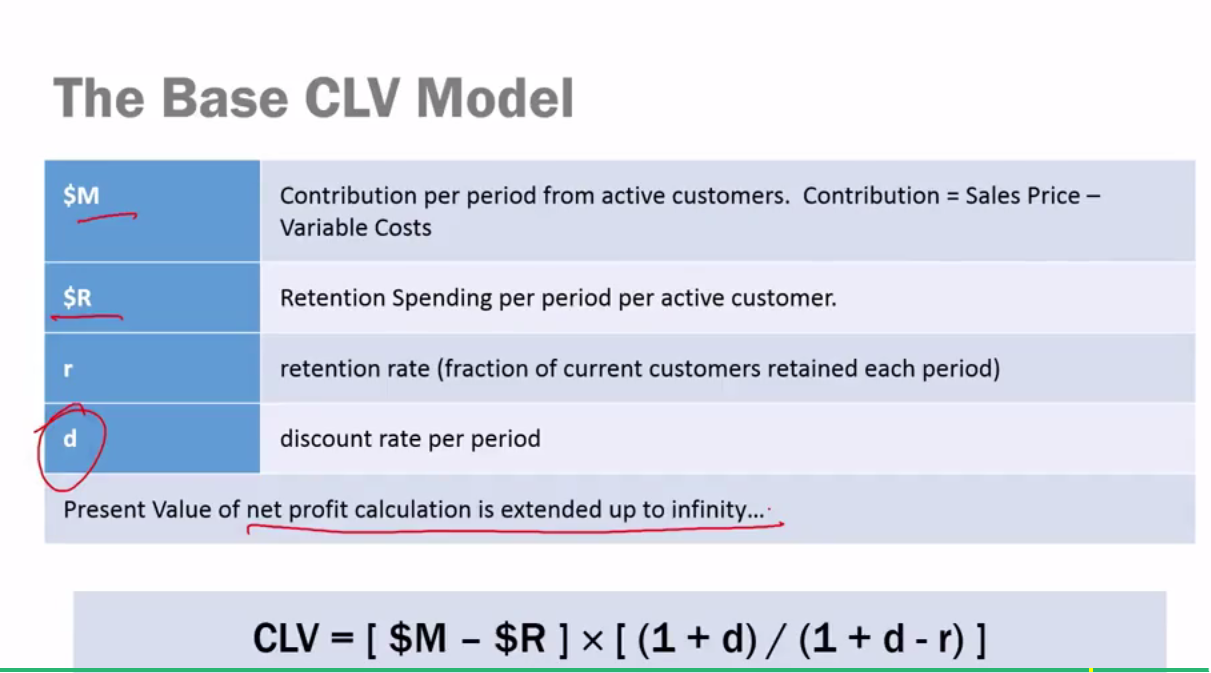 The Base CLV Model
$M
Contribution per period from active customers.  Contribution = Sales Price –
Variable Costs
$R
Retention Spending per period per active customer.
r
retention rate (fraction of current customers retained each period)
d
discount rate per period
Present Value of net profit calculation is extended up to infinity...
CLV = [ $M – $R ] × [ (1 + d) / (1 + d - r) ]